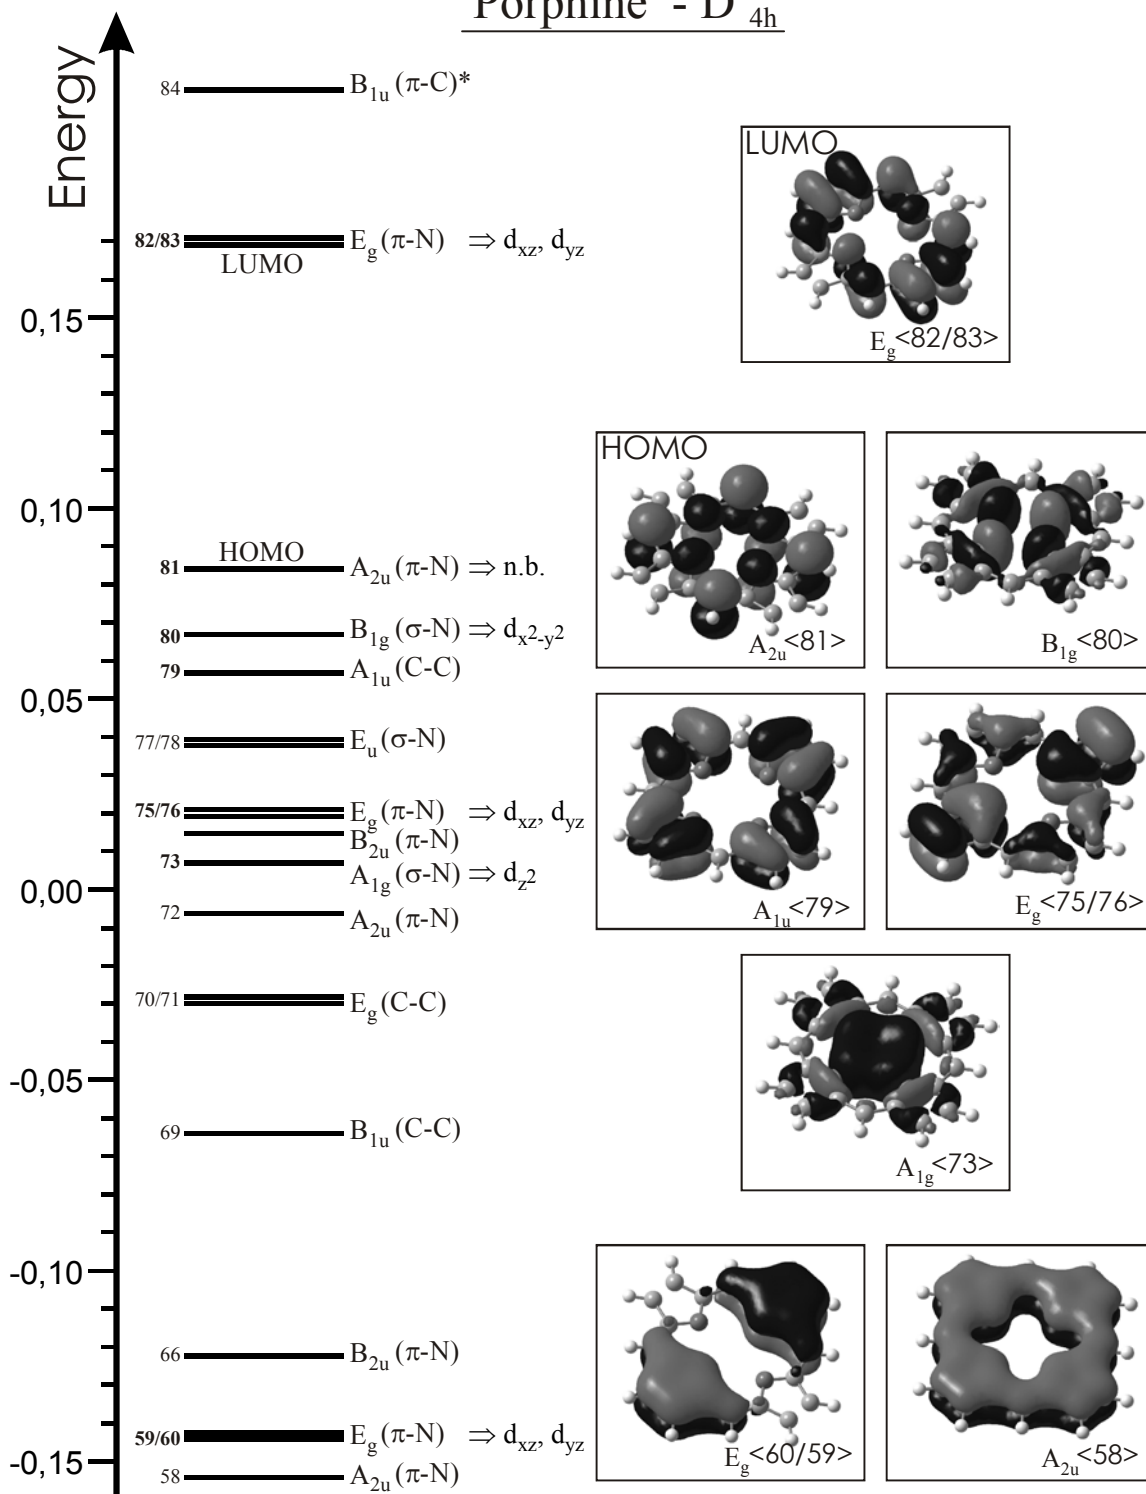 Porphine - D4h
Energy
84 B1u (π-C)*
82/83 Eg (π-N) ⇒ dxz, dyz
LUMO
0,15
0,10
HOMO
81 A2u (π-N) ⇒ n.b.
80 B1g (σ-N) ⇒ dx2-y2
79 A1u (C-C)
0,05
77/78 Eu (σ-N)
75/76 Eg (π-N) ⇒ dxz, dyz
B2u (π-N)
73 A1g (σ-N) ⇒ dz2
0,00
72 A2u (π-N)
70/71 Eg (C-C)
-0,05
69 B1u (C-C)
-0,10
66 B2u (π-N)
59/60 Eg (π-N) ⇒ dxz, dyz
-0,15
58 A2u (π-N)
LUMO
Eg <82/83>
HOMO
A2u <81>
B1g <80>
A1u <79>
Eg <75/76>
A1g <73>
Eg <60/59>
A2u <58>